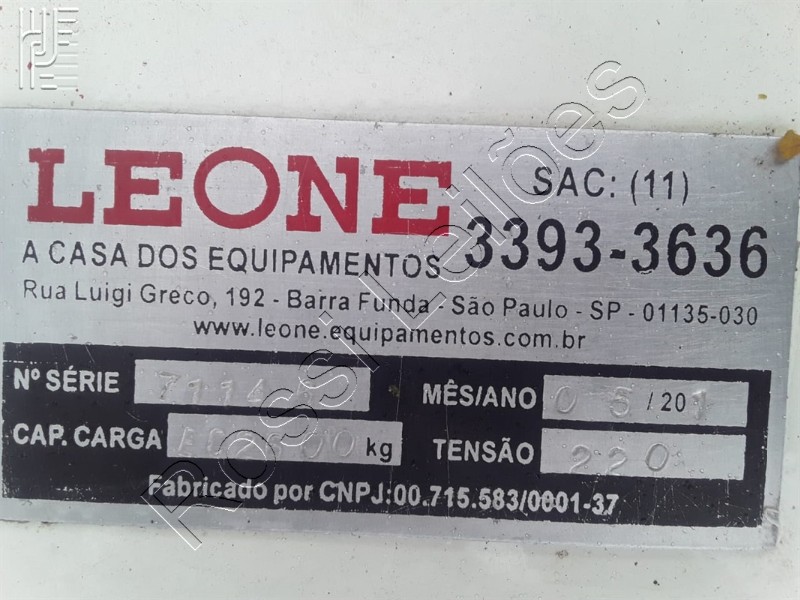 LEONE
SAC: (11)
3393-3636
A CASA DOS EQUIPAMENTOS
Rua Luigi Greco, 192 - Barra Funda - São Paulo - SP - 01135-030
www.leone.equipamentos.com.br
Nº SÉRIE
MÊS/ANO 05/201
CAP. CARGA kg
TENSÃO 220
Fabricado por CNPJ:00.715.583/0001-37
Rossi Leilões